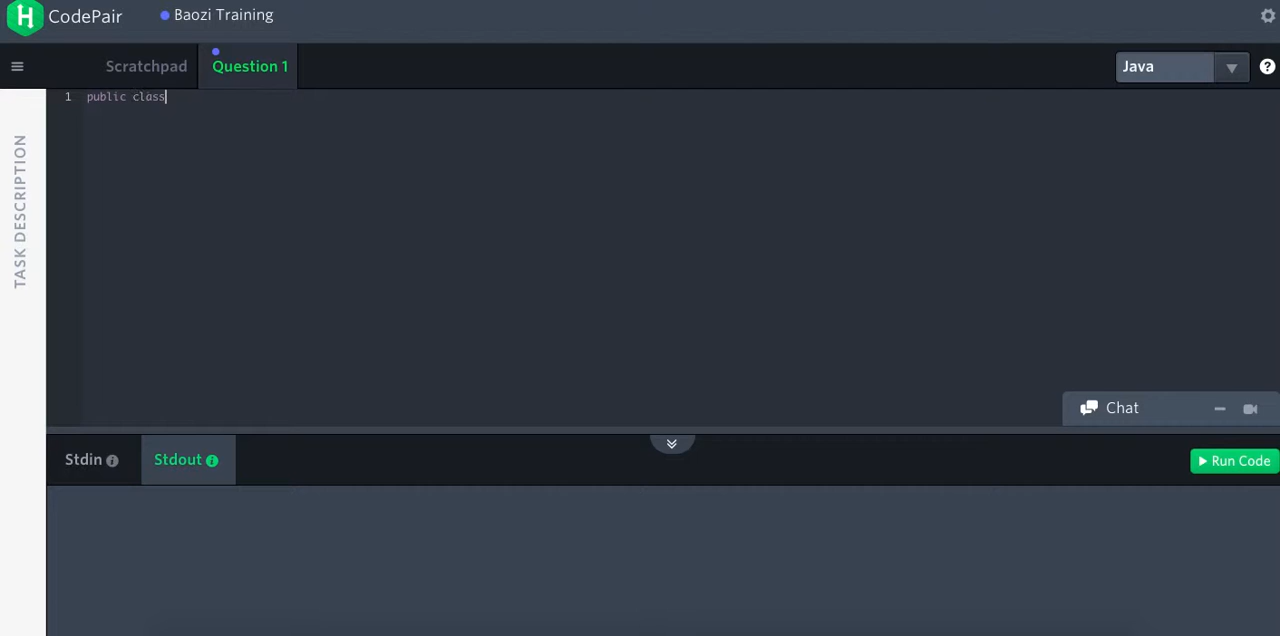 H CodePair Baozi Training
Scratchpad Question 1 Java ?
1 public class
TASK DESCRIPTION
Chat
Stdin i Stdout i Run Code